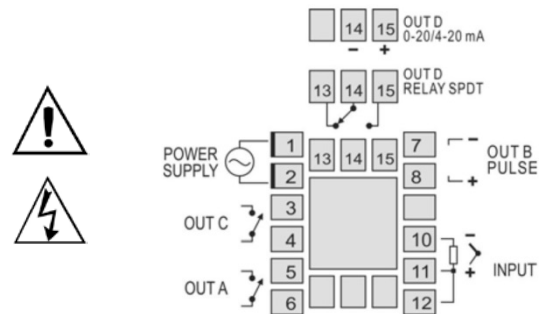 14 15 OUT D
0-20/4-20 mA
- +
13 14 15 OUT D
RELAY SPDT
POWER
SUPPLY
1
2
13 14 15
7 -
8 +
OUT B
PULSE
OUT C
3
4
10 -
11 +
12
INPUT
OUT A
5
6